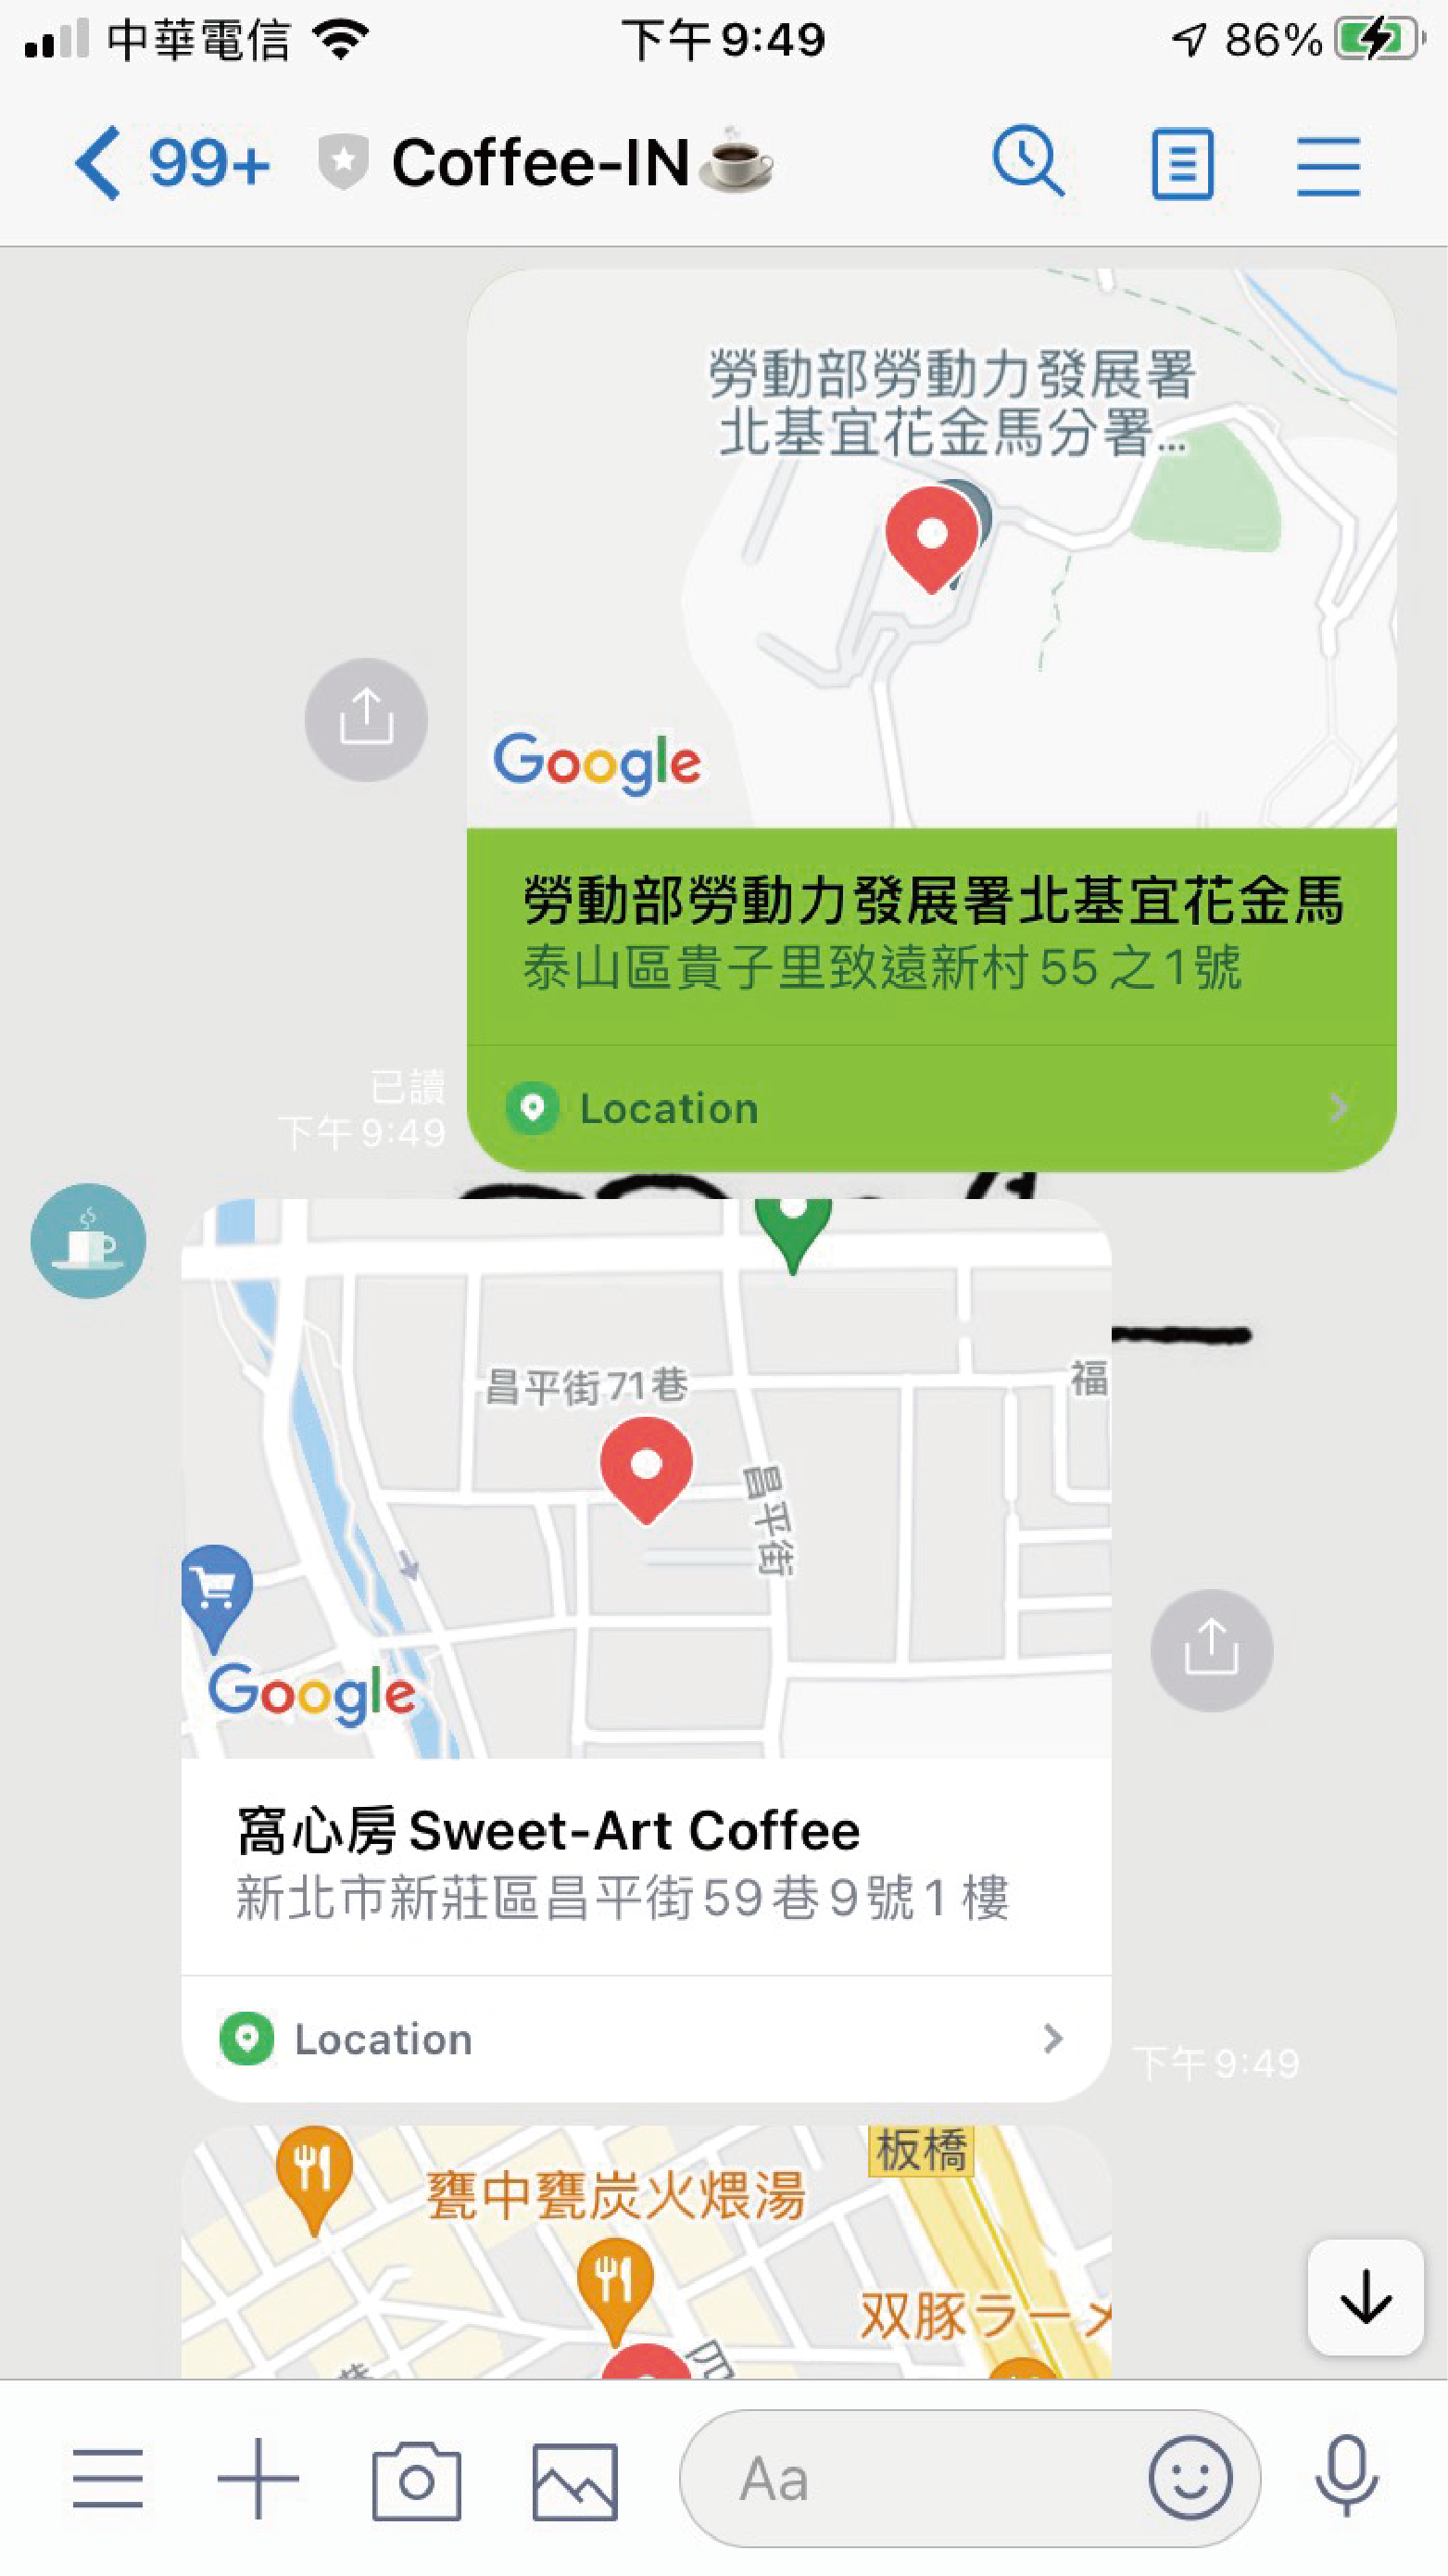 中華電信
下午9:49
86%
99+
Coffee-IN
勞動部勞動力發展署
北基宜花金馬分署...
Google
勞動部勞動力發展署北基宜花金馬
泰山區貴子里致遠新村55之1號
Location
已讀
下午9:49
昌平街71巷
福
昌平街
Google
窩心房Sweet-Art Coffee
新北市新莊區昌平街59巷9號1樓
Location
下午9:49
板橋
甕中甕炭火煨湯
双豚ラーメ
Aa